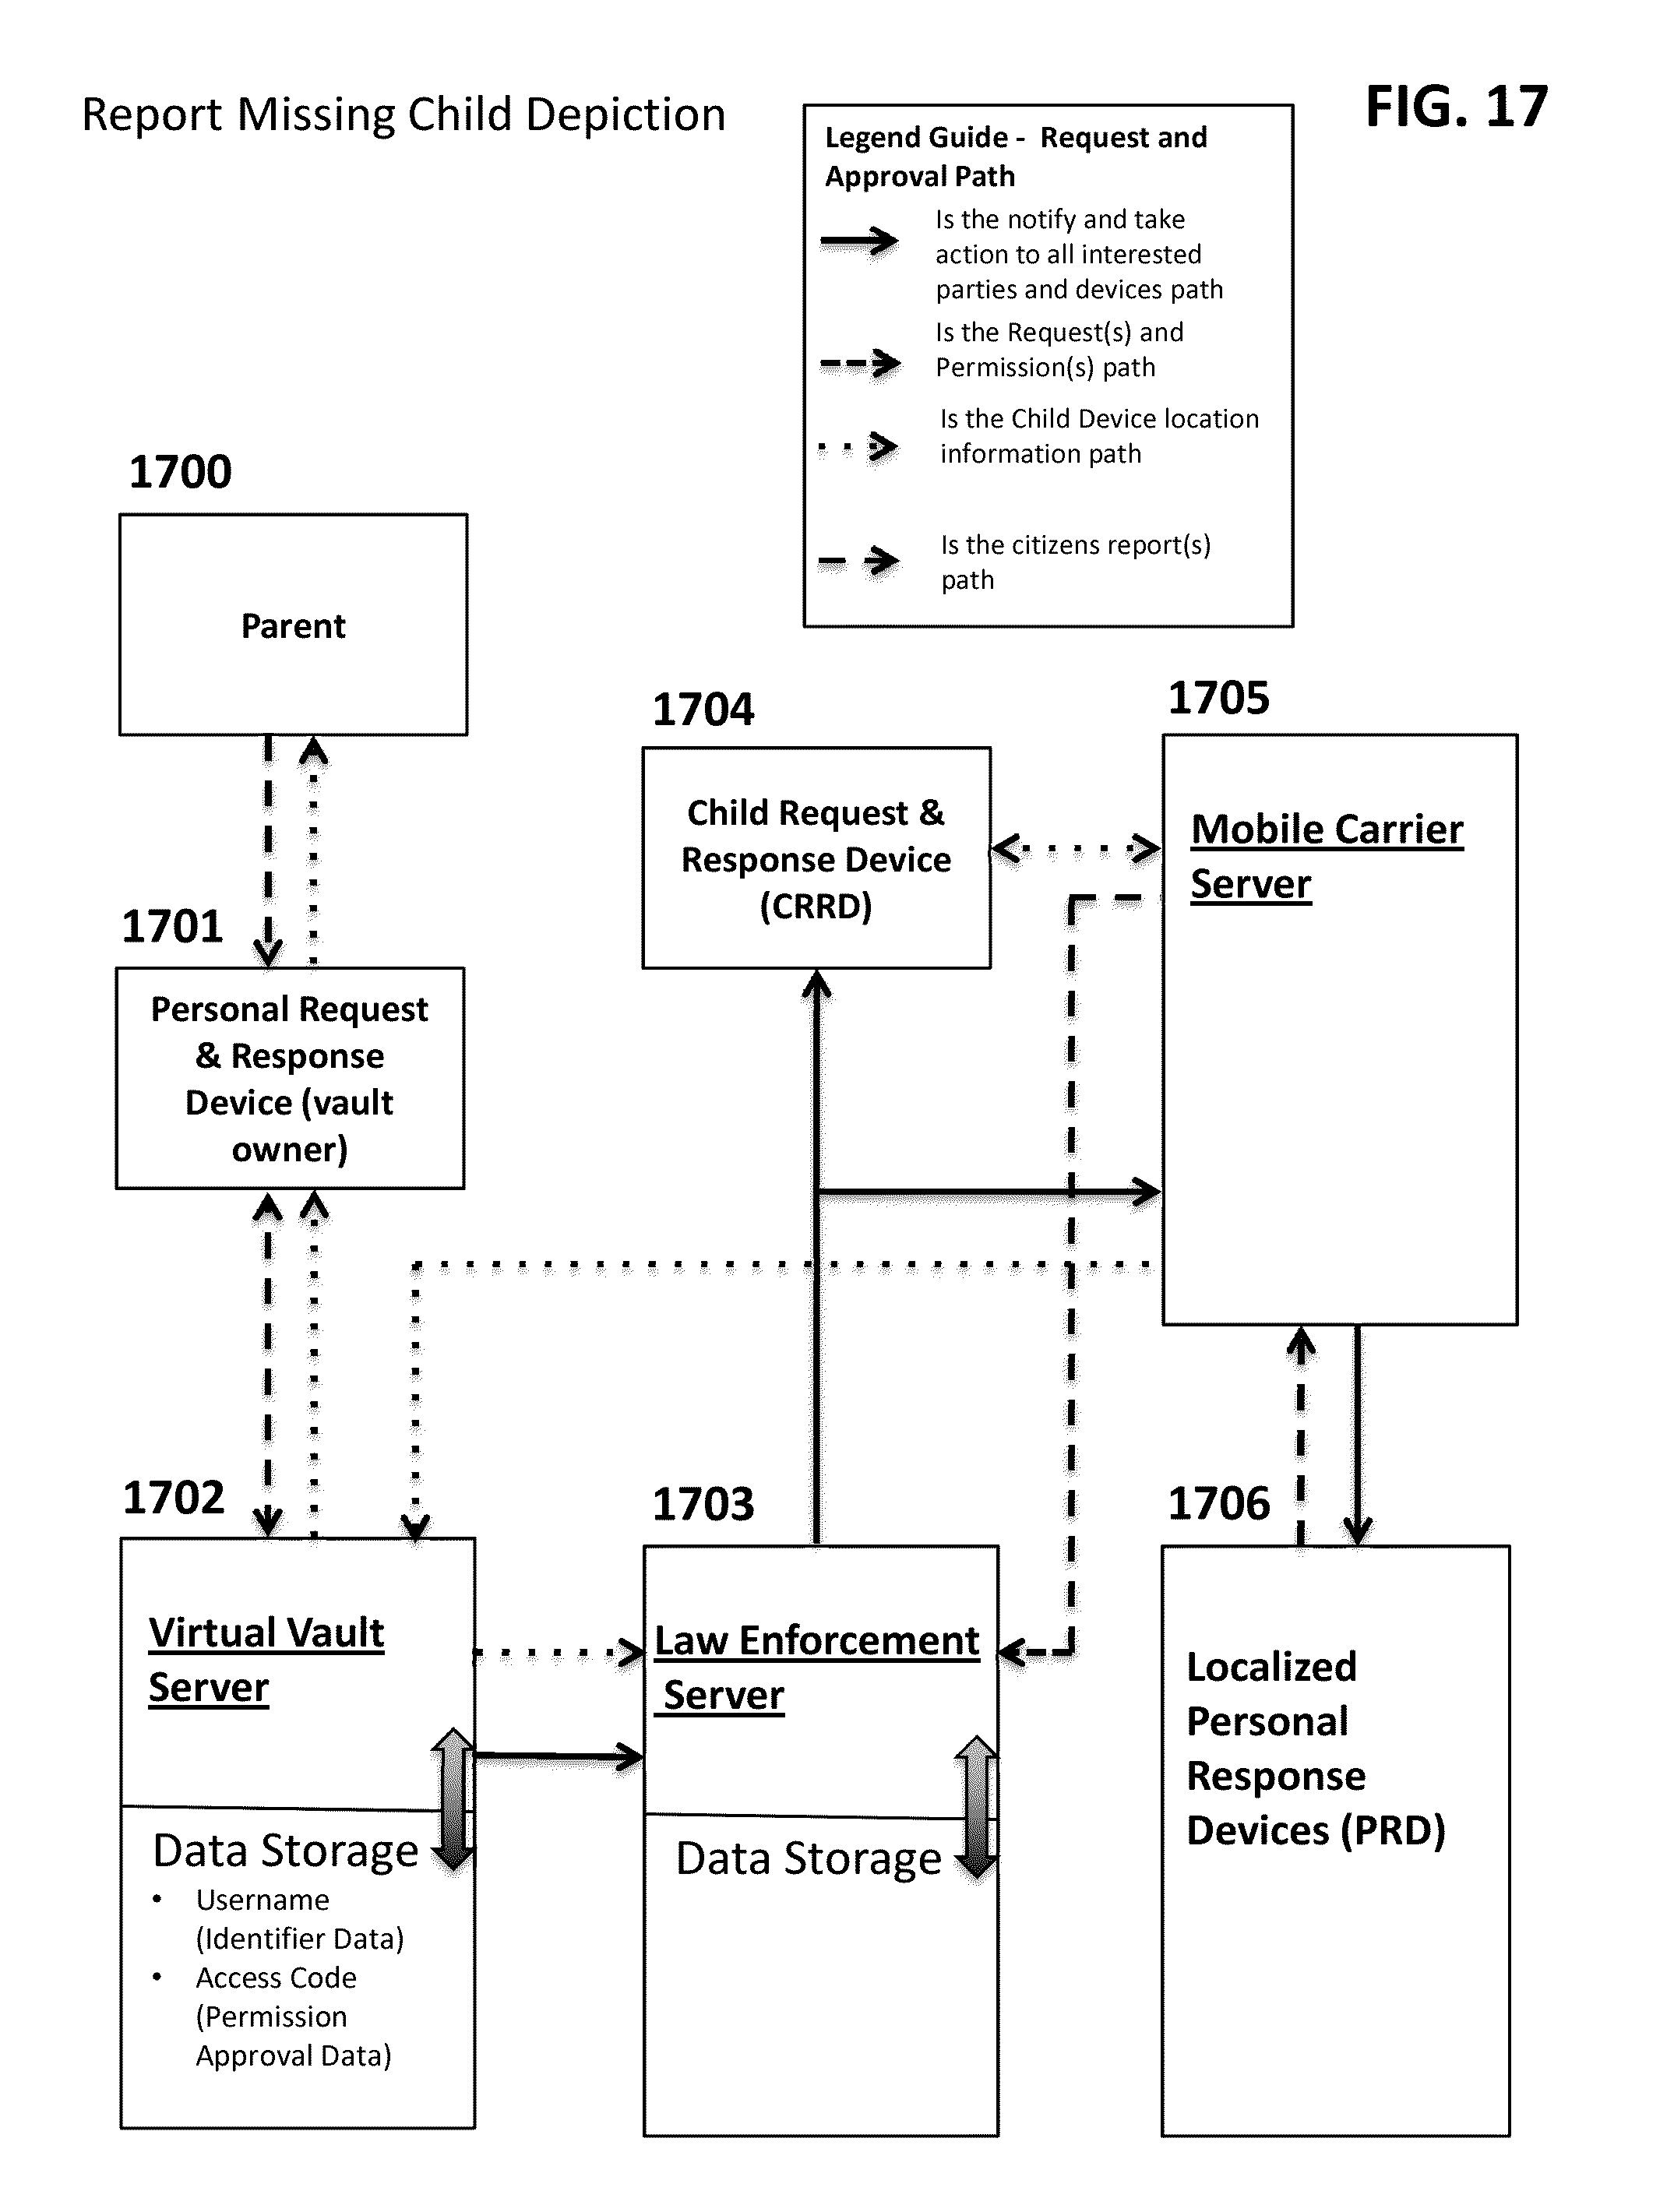 Report Missing Child Depiction
FIG. 17
Legend Guide - Request and
Approval Path
Is the notify and take
action to all interested
parties and devices path
Is the Request(s) and
Permission(s) path
Is the Child Device location
information path
Is the citizens report(s)
path
1700
Parent
1701
Personal Request
& Response
Device (vault
owner)
1704
Child Request &
Response Device
(CRRD)
1705
Mobile Carrier
Server
1702
Virtual Vault
Server
Data Storage
• Username
(Identifier Data)
• Access Code
(Permission
Approval Data)
1703
Law Enforcement
Server
Data Storage
1706
Localized
Personal
Response
Devices (PRD)